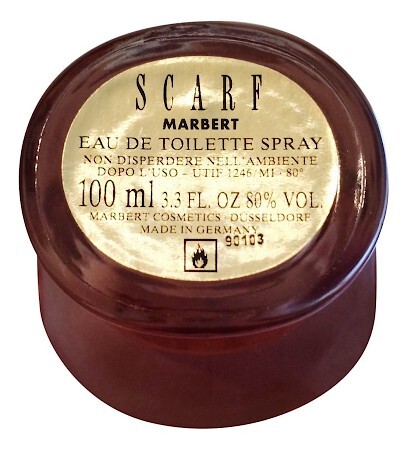 SCARF
MARBERT
EAU DE TOILETTE SPRAY
NON DISPERDERE NELL'AMBIENTE
DOPO L'USO - UTIF 1246/MI - 80°
100 ml 3.3 FL. OZ 80% VOL.
MARBERT COSMETICS · DÜSSELDORF
MADE IN GERMANY
90103